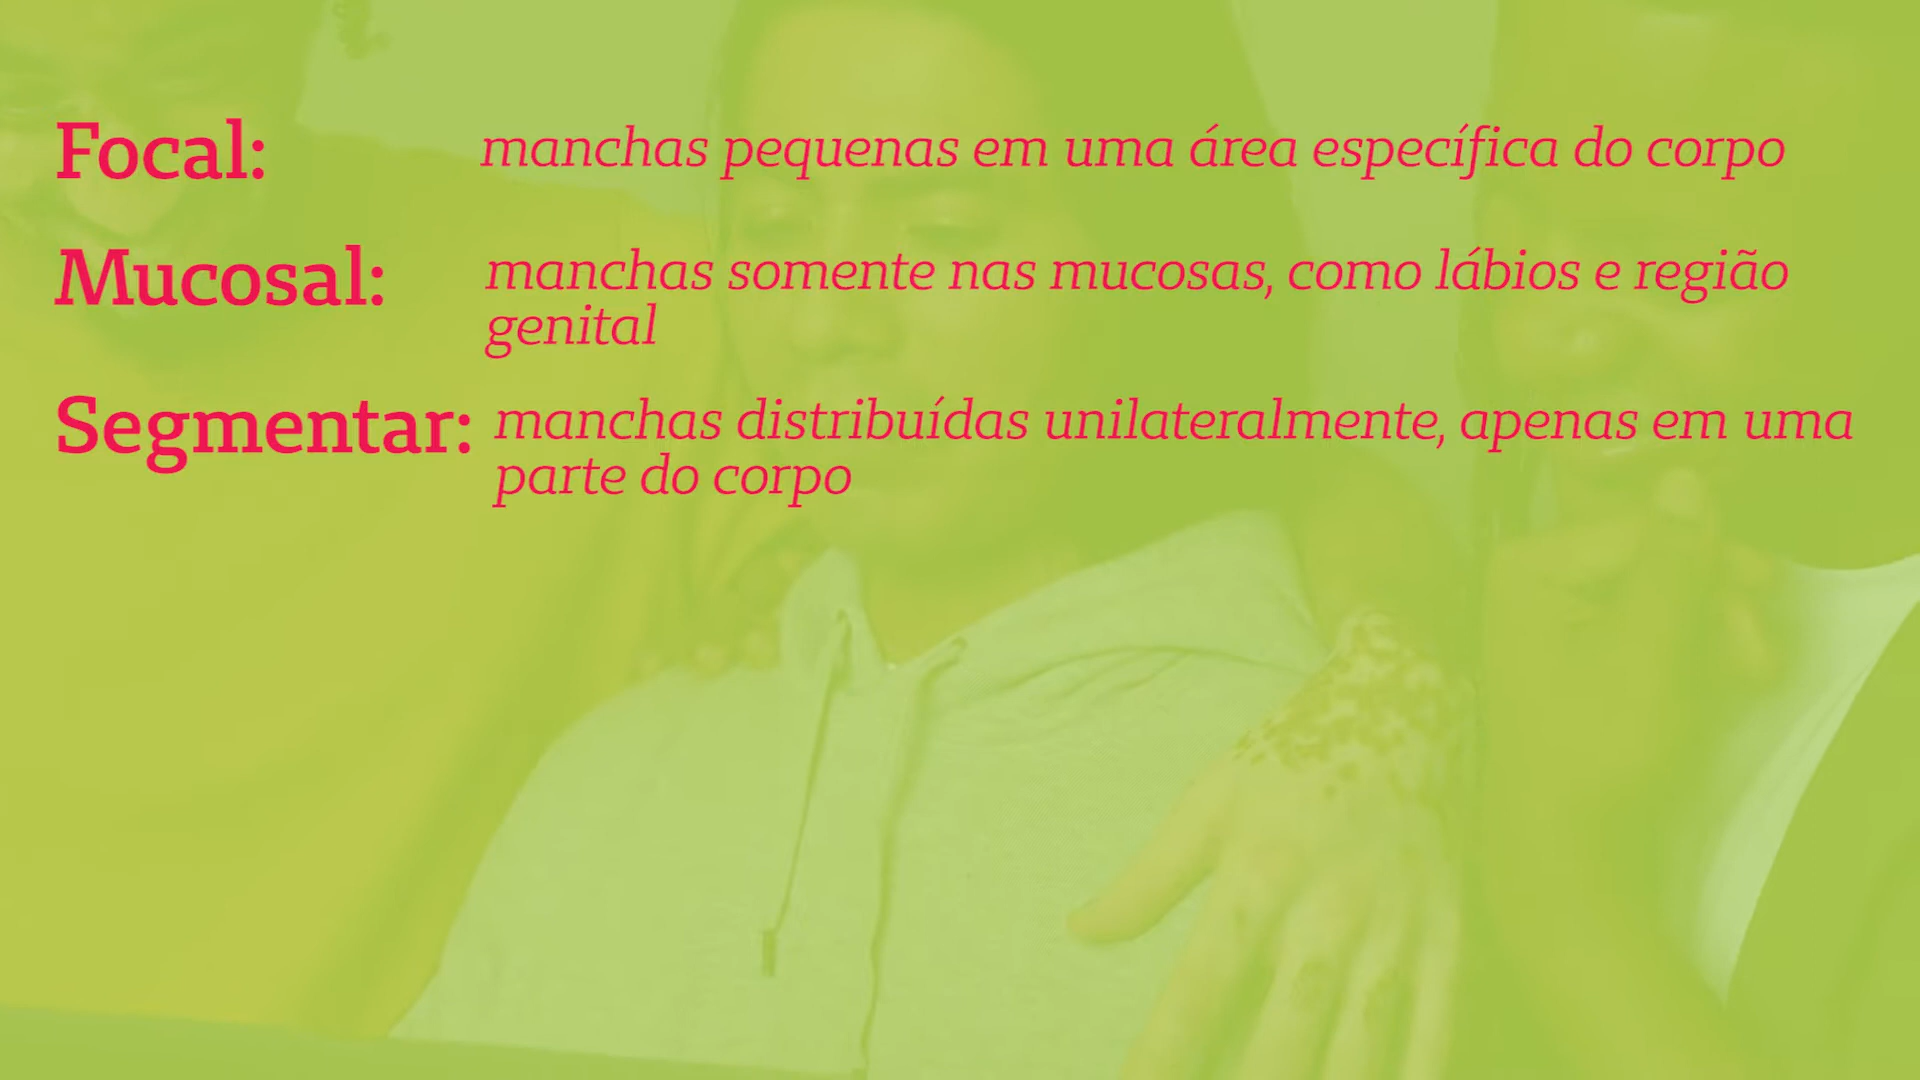 Focal: manchas pequenas em uma área específica do corpo
Mucosal: manchas somente nas mucosas, como lábios e região
genital
Segmentar: manchas distribuídas unilateralmente, apenas em uma
parte do corpo